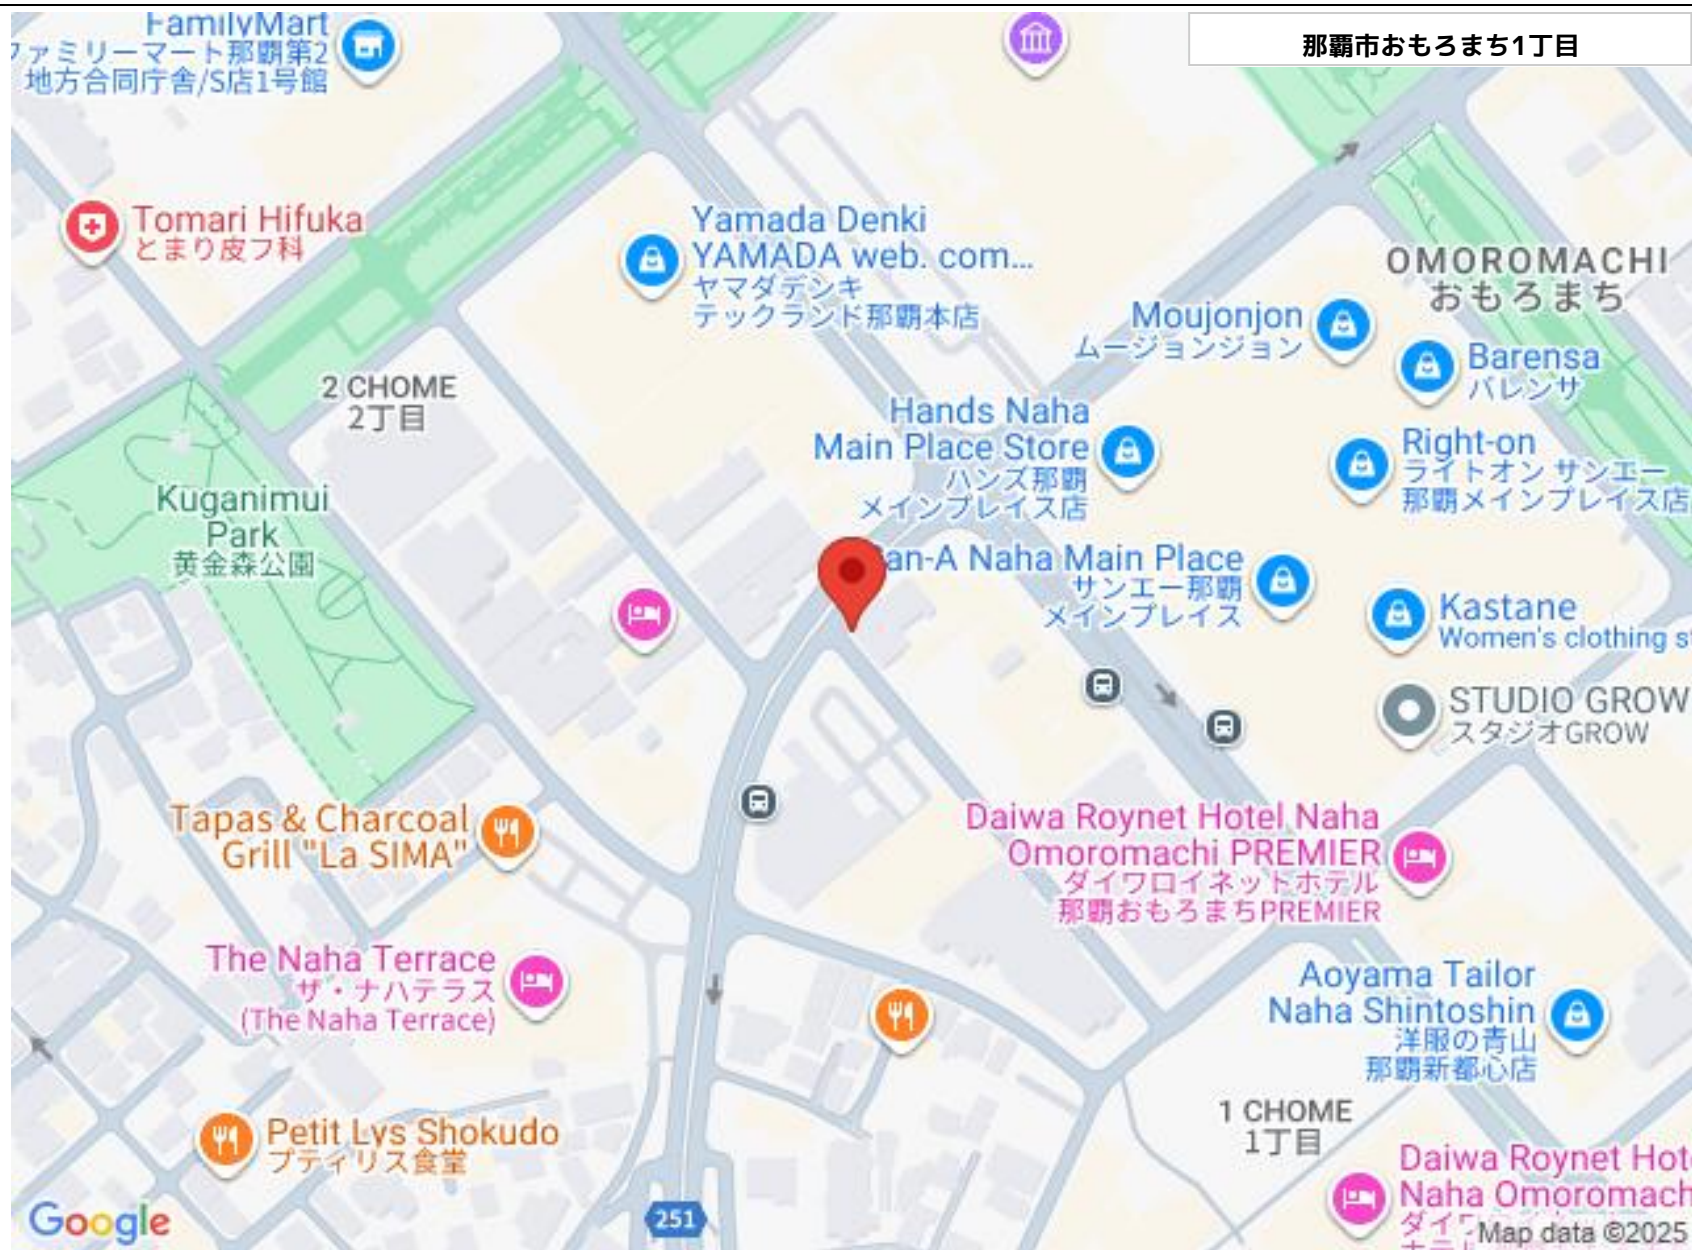 FamilyMart
ファミリーマート那覇第2
地方合同庁舎/S店1号館
那覇市おもろまち1丁目
Tomari Hifuka
とまり皮フ科
Yamada Denki
YAMADA web. com...
ヤマダデンキ
テックランド那覇本店
OMOROMACHI
おもろまち
Moujonjon
ムージョンジョン
Barensa
バレンサ
2 CHOME
2丁目
Hands Naha
Main Place Store
ハンズ那覇
メインプレイス店
Right-on
ライトオン サンエー
那覇メインプレイス店
Kuganimui
Park
黄金森公園
an-A Naha Main Place
サンエー那覇
メインプレイス
Kastane
Women's clothing s
STUDIO GROW
スタジオGROW
Tapas & Charcoal
Grill "La SIMA"
Daiwa Roynet Hotel Naha
Omoromachi PREMIER
ダイワロイネットホテル
那覇おもろまちPREMIER
The Naha Terrace
ザ・ナハテラス
(The Naha Terrace)
Aoyama Tailor
Naha Shintoshin
洋服の青山
那覇新都心店
1 CHOME
1丁目
Petit Lys Shokudo
プティリス食堂
Daiwa Roynet Hot
Naha Omoromach
251
Google
Map data ©2025